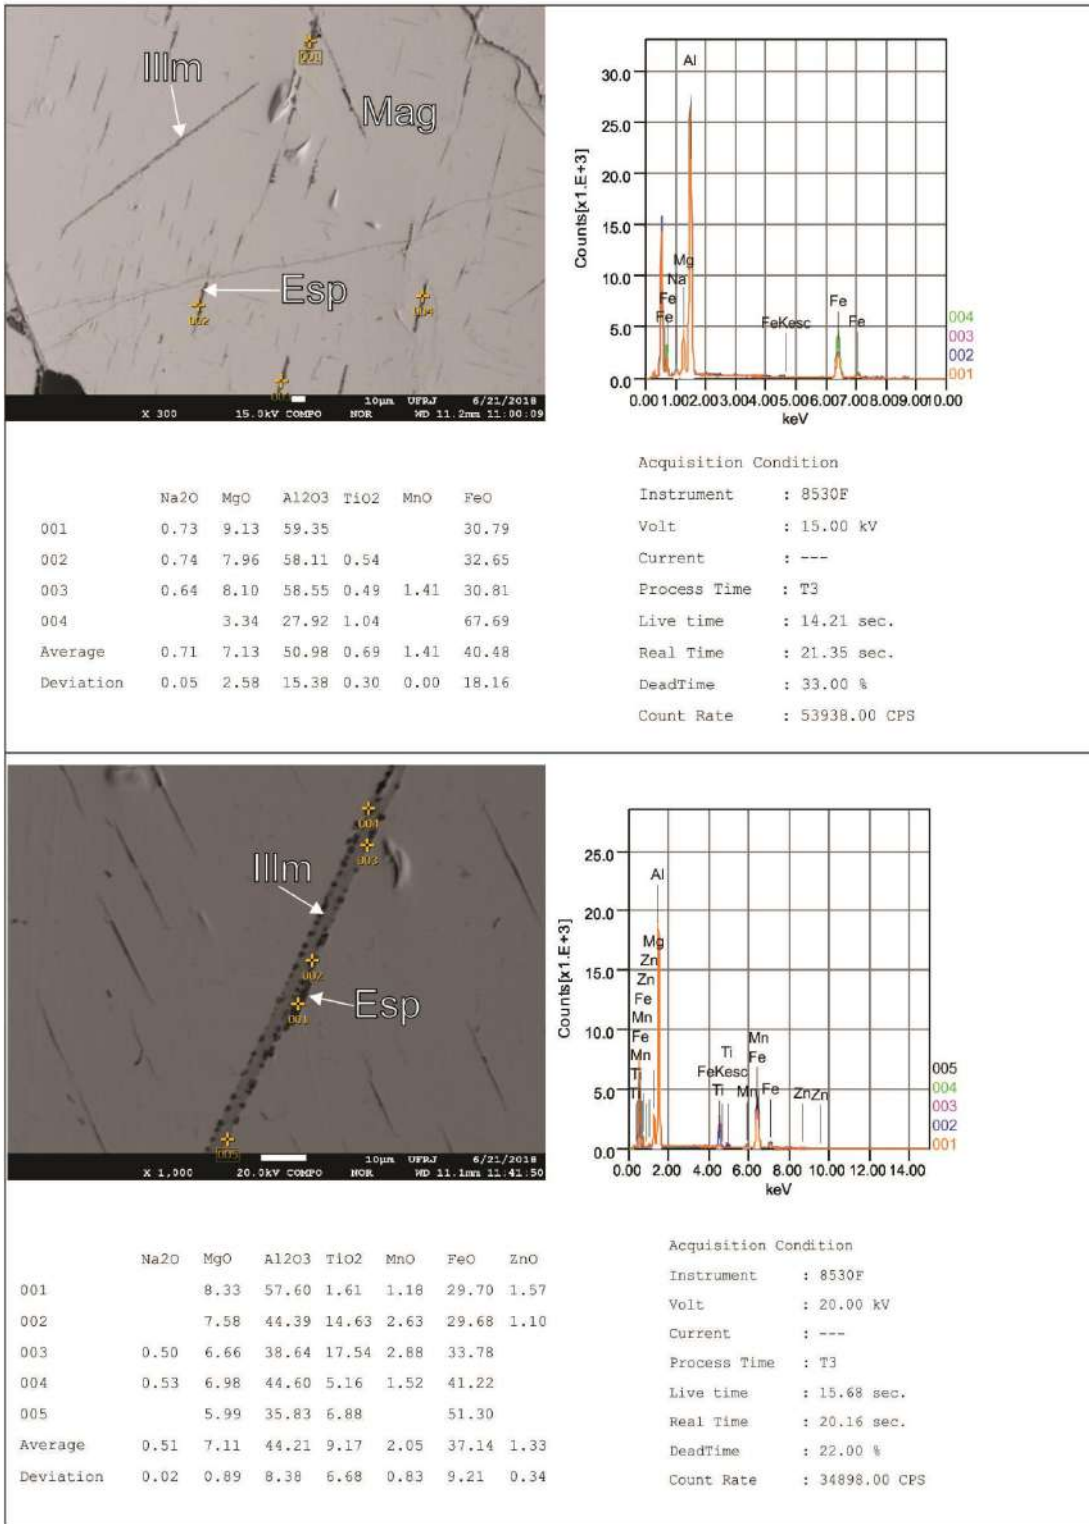 Illm
Mag
Esp
001
002
004
10µm UFRJ 6/21/2018
X 300 15.0kV COMPO NOR WD 11.2mm 11:00:09
Counts[x1.E+3]
30.0
25.0
20.0
15.0
10.0
5.0
0.0
Al
Mg
Na
Fe
Fe
FeKesc
Fe
Fe
004
003
002
001
0.00 1.00 2.00 3.00 4.00 5.00 6.00 7.00 8.00 9.00 10.00
keV
Na2O MgO Al2O3 TiO2 MnO FeO
001 0.73 9.13 59.35 30.79
002 0.74 7.96 58.11 0.54 32.65
003 0.64 8.10 58.55 0.49 1.41 30.81
004 3.34 27.92 1.04 67.69
Average 0.71 7.13 50.98 0.69 1.41 40.48
Deviation 0.05 2.58 15.38 0.30 0.00 18.16
Acquisition Condition
Instrument : 8530F
Volt : 15.00 kV
Current : ---
Process Time : T3
Live time : 14.21 sec.
Real Time : 21.35 sec.
DeadTime : 33.00 %
Count Rate : 53938.00 CPS
004
003
Illm
002
Esp
001
005
10µm UFRJ 6/21/2018
X 1,000 20.0kV COMPO NOR WD 11.1mm 11:41:50
Counts[x1.E+3]
25.0
20.0
15.0
10.0
5.0
0.0
Al
Mg
Zn
Zn
Fe
Mn
Fe
Mn
Ti
Ti
Ti
FeKesc
Ti
Mn
Fe
Mn
Fe
Zn
Zn
005
004
003
002
001
0.00 2.00 4.00 6.00 8.00 10.00 12.00 14.00
keV
Na2O MgO Al2O3 TiO2 MnO FeO ZnO
001 8.33 57.60 1.61 1.18 29.70 1.57
002 7.58 44.39 14.63 2.63 29.68 1.10
003 0.50 6.66 38.64 17.54 2.88 33.78
004 0.53 6.98 44.60 5.16 1.52 41.22
005 5.99 35.83 6.88 51.30
Average 0.51 7.11 44.21 9.17 2.05 37.14 1.33
Deviation 0.02 0.89 8.38 6.68 0.83 9.21 0.34
Acquisition Condition
Instrument : 8530F
Volt : 20.00 kV
Current : ---
Process Time : T3
Live time : 15.68 sec.
Real Time : 20.16 sec.
DeadTime : 22.00 %
Count Rate : 34898.00 CPS